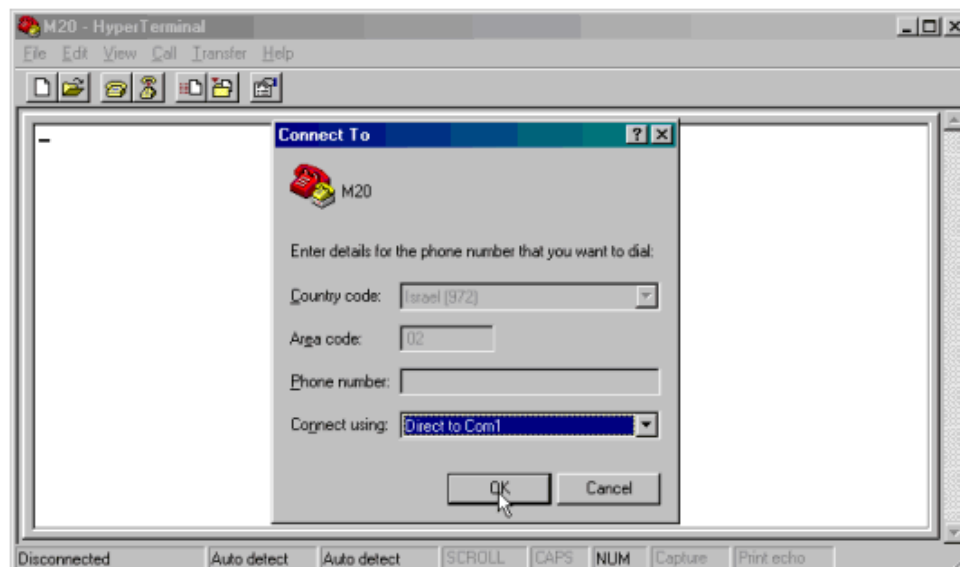 M20 - HyperTerminal
File Edit View Call Transfer Help
Connect To
M20
Enter details for the phone number that you want to dial:
Country code: Israel (972)
Area code: 02
Phone number:
Connect using: Direct to Com1
OK Cancel
Disconnected Auto detect Auto detect SCROLL CAPS NUM Capture Print echo